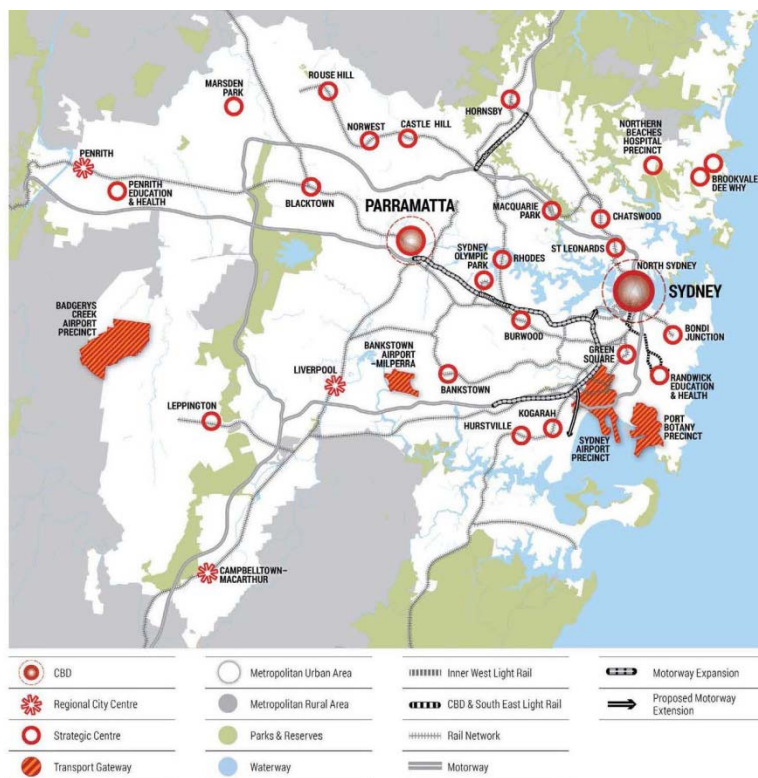 ROUSE HILL
MARSDEN
PARK
HORNSBY
NORWEST
CASTLE HILL
NORTHERN
BEACHES
HOSPITAL
PRECINCT
PENRITH
PENRITH
EDUCATION
& HEALTH
BLACKTOWN
BROOKVALE
DEE WHY
PARRAMATTA
MACQUARIE
PARK
CHATSWOOD
SYDNEY
OLYMPIC
PARK
RHODES
ST LEONARDS
NORTH SYDNEY
SYDNEY
BADGERYS
CREEK
AIRPORT
PRECINCT
BURWOOD
BONDI
JUNCTION
BANKSTOWN
AIRPORT
–MILPERRA
GREEN
SQUARE
LIVERPOOL
BANKSTOWN
RANDWICK
EDUCATION
& HEALTH
LEPPINGTON
HURSTVILLE
KOGARAH
PORT
BOTANY
PRECINCT
SYDNEY
AIRPORT
PRECINCT
CAMPBELLTOWN–
MACARTHUR
CBD
Metropolitan Urban Area
Inner West Light Rail
Motorway Expansion
Regional City Centre
Metropolitan Rural Area
CBD & South East Light Rail
Proposed Motorway
Extension
Strategic Centre
Parks & Reserves
Rail Network
Transport Gateway
Waterway
Motorway